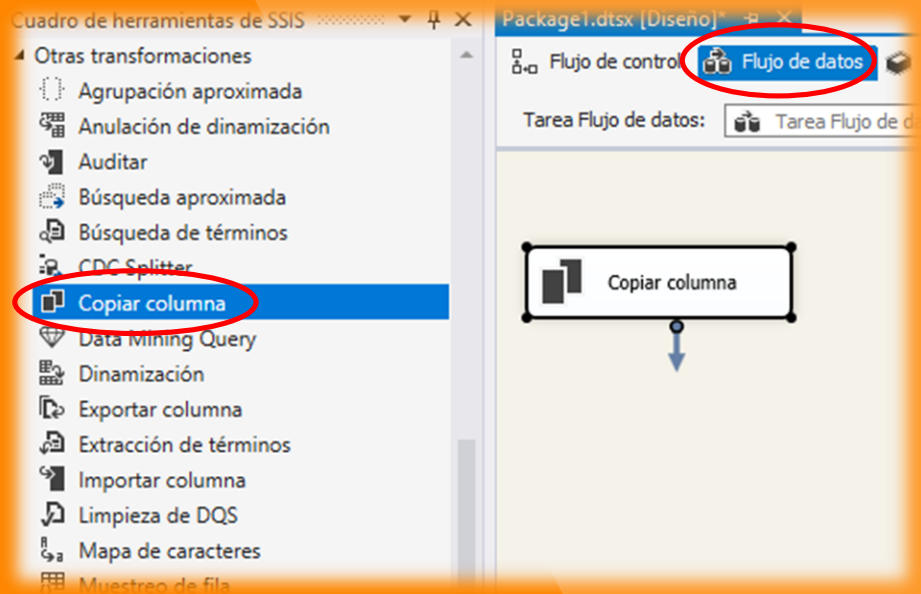 Cuadro de herramientas de SSIS
Otras transformaciones
Agrupación aproximada
Anulación de dinamización
Auditar
Búsqueda aproximada
Búsqueda de términos
CDC Splitter
Copiar columna
Data Mining Query
Dinamización
Exportar columna
Extracción de términos
Importar columna
Limpieza de DQS
Mapa de caracteres
Muestreo de fila
Package1.dtsx [Diseño]*
Flujo de control
Flujo de datos
Tarea Flujo de datos:
Tarea Flujo de da
Copiar columna